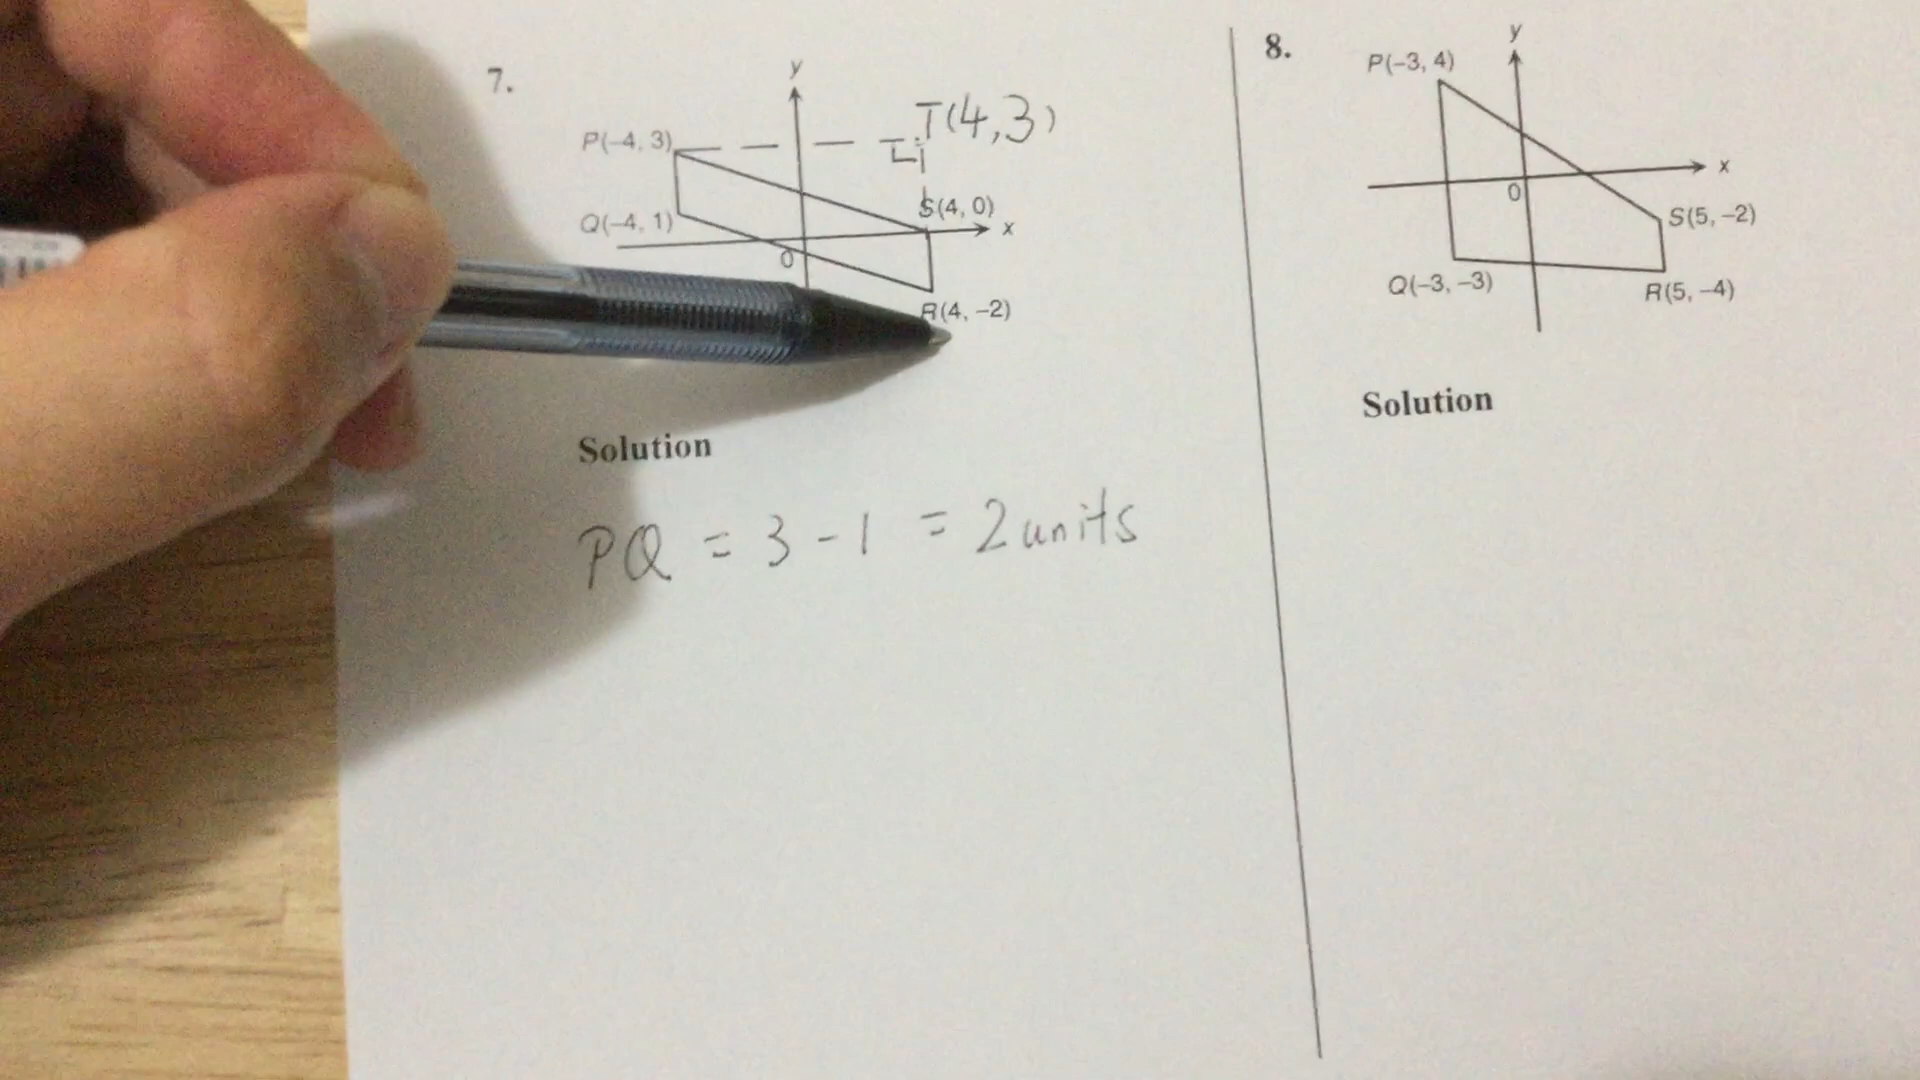 7.
y
P(-4, 3)
T(4,3)
Q(-4, 1)
S(4, 0)
x
0
R(4, -2)
Solution
PQ = 3 - 1 = 2 units
8.
y
P(-3, 4)
x
0
S(5, -2)
Q(-3, -3)
R(5, -4)
Solution